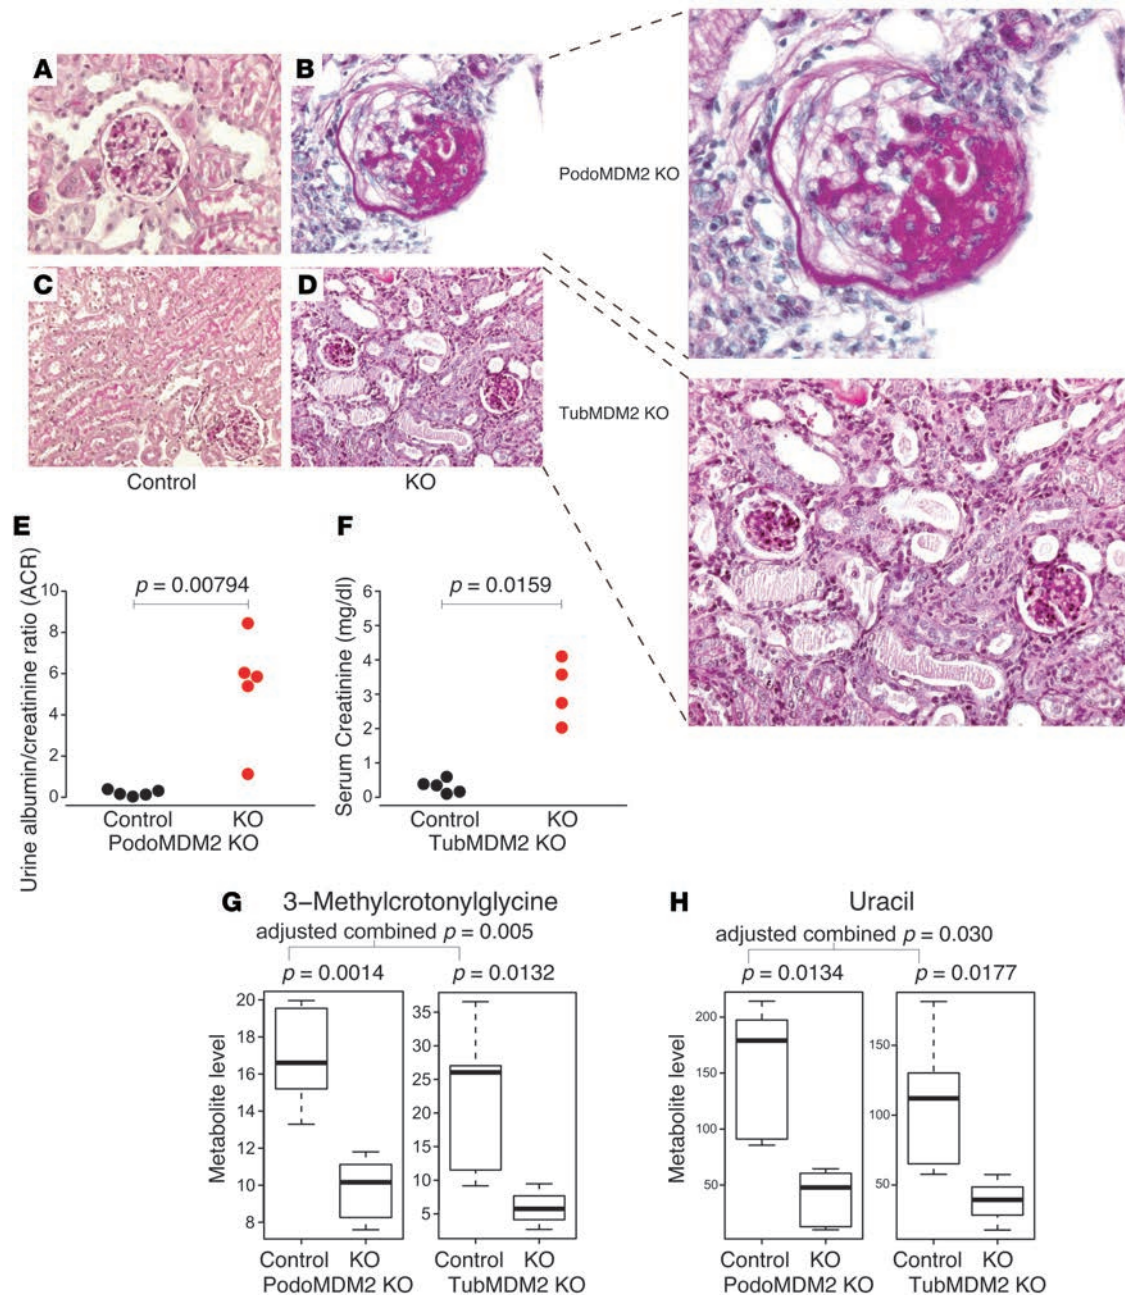 A
B
PodoMDM2 KO
C
D
TubMDM2 KO
Control
KO
E
Urine albumin/creatinine ratio (ACR)
p = 0.00794
10
8
6
4
2
0
Control
KO
PodoMDM2 KO
F
Serum Creatinine (mg/dl)
p = 0.0159
6
5
4
3
2
1
0
Control
KO
TubMDM2 KO
G
3−Methylcrotonylglycine
adjusted combined p = 0.005
p = 0.0014
p = 0.0132
Metabolite level
20
18
16
14
12
10
8
35
30
25
20
15
10
5
Control
KO
PodoMDM2 KO
Control
KO
TubMDM2 KO
H
Uracil
adjusted combined p = 0.030
p = 0.0134
p = 0.0177
Metabolite level
200
150
100
50
150
100
50
Control
KO
PodoMDM2 KO
Control
KO
TubMDM2 KO